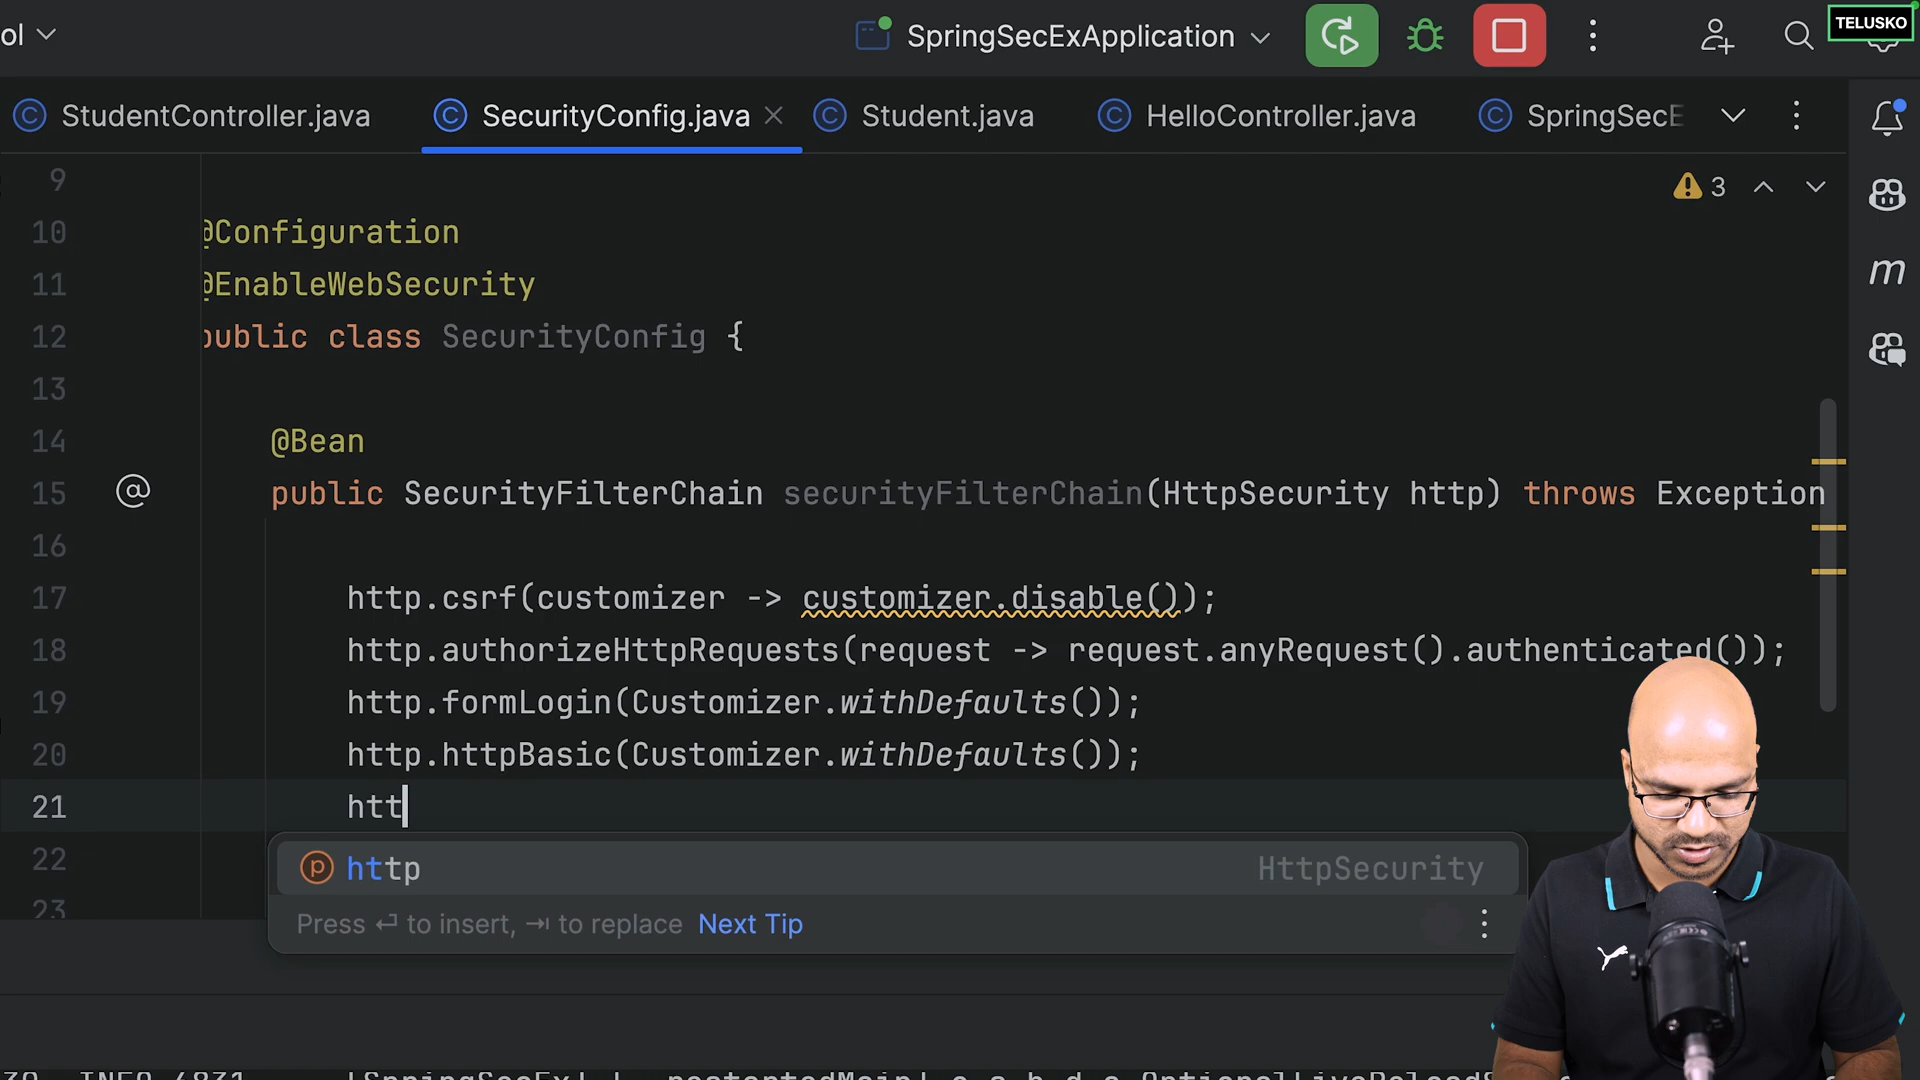 ol
SpringSecExApplication
TELUSKO
StudentController.java
SecurityConfig.java
Student.java
HelloController.java
SpringSecE
9
3
10 @Configuration
11 @EnableWebSecurity
12 public class SecurityConfig {
13
14 @Bean
15 public SecurityFilterChain securityFilterChain(HttpSecurity http) throws Exception
16
17 http.csrf(customizer -> customizer.disable());
18 http.authorizeHttpRequests(request -> request.anyRequest().authenticated());
19 http.formLogin(Customizer.withDefaults());
20 http.httpBasic(Customizer.withDefaults());
21 htt
22 http HttpSecurity
23
Press ⏎ to insert, ⇥ to replace Next Tip